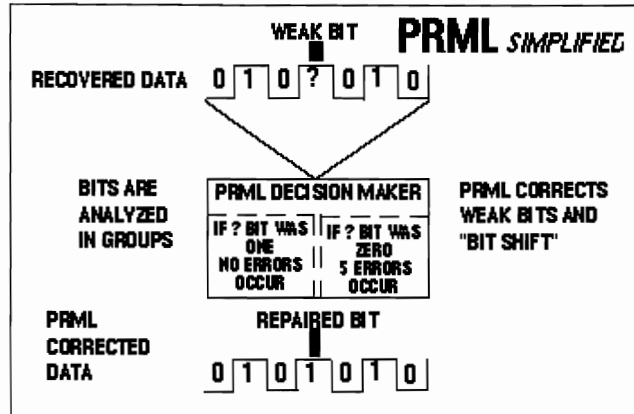 WEAK BIT
PRML SIMPLIFIED
RECOVERED DATA 0 1 0 ? 0 1 0
BITS ARE
ANALYZED
IN GROUPS
PRML DECISION MAKER
IF ? BIT WAS
ONE
NO ERRORS
OCCUR
IF ? BIT WAS
ZERO
5 ERRORS
OCCUR
PRML CORRECTS
WEAK BITS AND
"BIT SHIFT"
PRML
CORRECTED
DATA
REPAIRED BIT
0 1 0 1 0 1 0